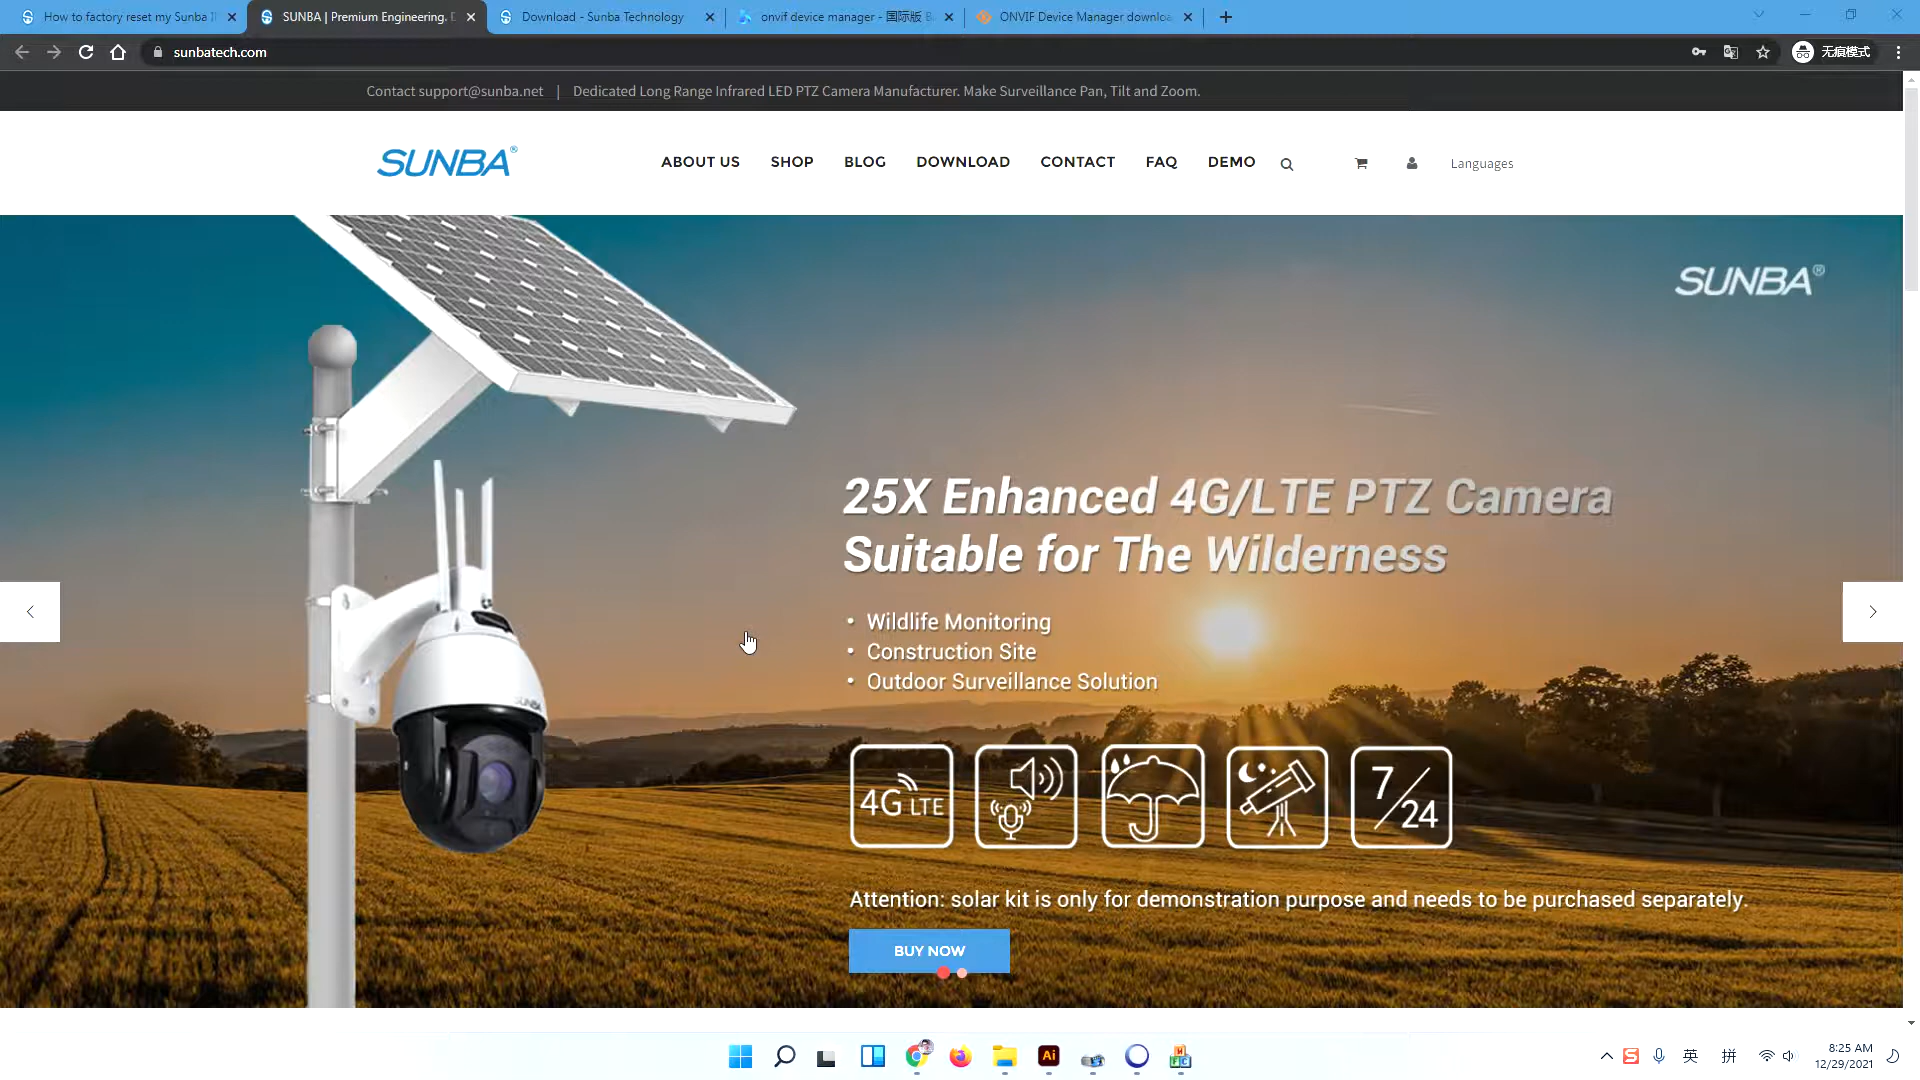 How to factory reset my Sunba I
SUNBA | Premium Engineering.
Download - Sunba Technology
onvif device manager - 国际版
ONVIF Device Manager downlo
sunbatech.com
无痕模式
Contact support@sunba.net | Dedicated Long Range Infrared LED PTZ Camera Manufacturer. Make Surveillance Pan, Tilt and Zoom.
SUNBA®
ABOUT US SHOP BLOG DOWNLOAD CONTACT FAQ DEMO Languages
SUNBA®
25X Enhanced 4G/LTE PTZ Camera
Suitable for The Wilderness
• Wildlife Monitoring
• Construction Site
• Outdoor Surveillance Solution
SUNBA
4G LTE
7/24
Attention: solar kit is only for demonstration purpose and needs to be purchased separately.
BUY NOW
Ai
S
英
拼
8:25 AM
12/29/2021